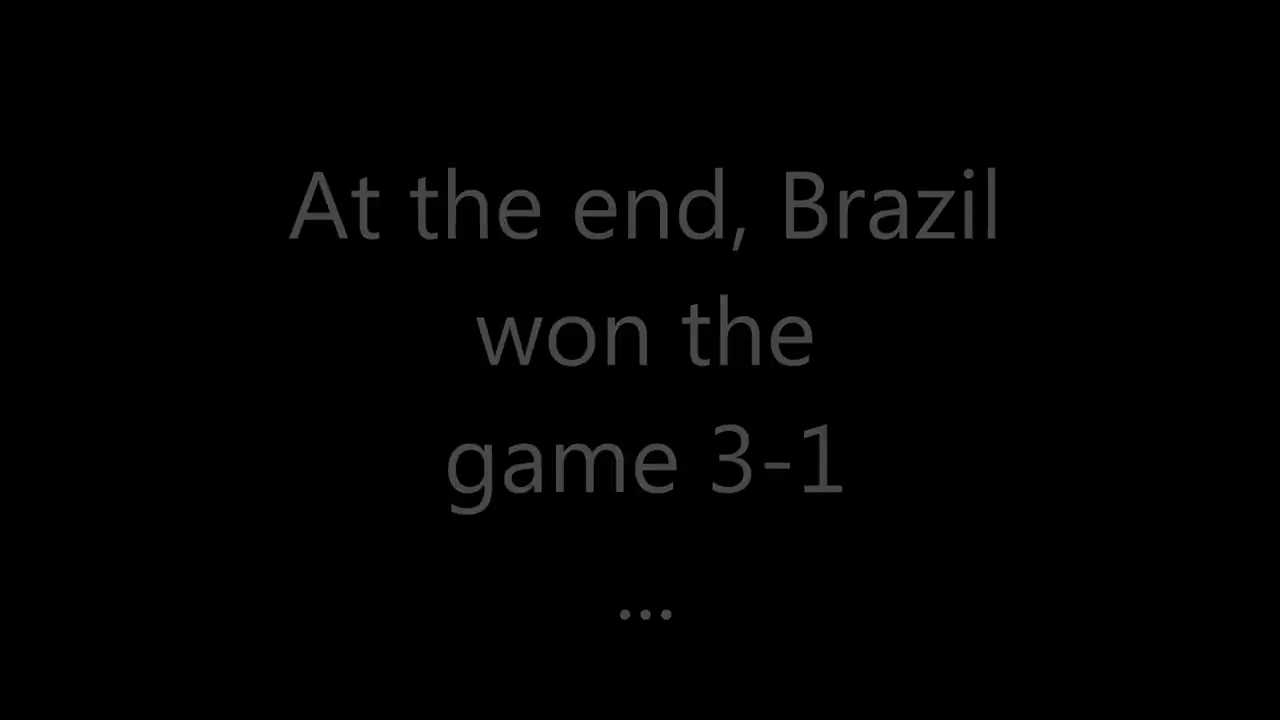 At the end, Brazil
won the
game 3-1
...